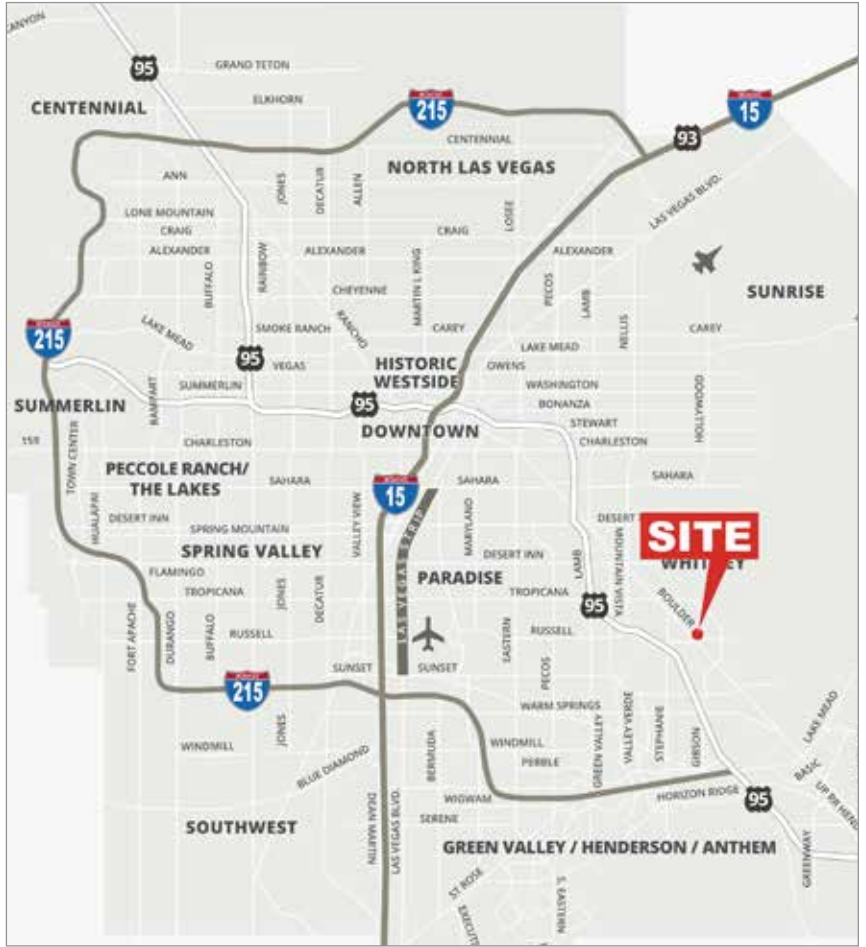 CANYON
95
GRAND TETON
215
15
CENTENNIAL
ELKHORN
CENTENNIAL
93
NORTH LAS VEGAS
ANN
JONES
DECATUR
ALLEN
LAS VEGAS BLVD.
LONE MOUNTAIN
CRAIG
CRAIG
LOSEE
ALEXANDER
ALEXANDER
ALEXANDER
RAINBOW
BUFFALO
MARTIN L KING
PECOS
LAMB
SUNRISE
CHEYENNE
LAKE MEAD
SMOKE RANCH
RANCHO
CAREY
CAREY
NELLIS
215
LAKE MEAD
95
VEGAS
HISTORIC
WESTSIDE
OWENS
RAMPART
SUMMERLIN
WASHINGTON
SUMMERLIN
95
BONANZA
HOLLYWOOD
DOWNTOWN
STEWART
159
CHARLESTON
CHARLESTON
TOWN CENTER
PECCOLE RANCH/
THE LAKES
SAHARA
SAHARA
SAHARA
15
HUALAPAI
DESERT INN
VALLEY VIEW
MARYLAND
SPRING MOUNTAIN
LAS VEGAS STRIP
SITE
SPRING VALLEY
DESERT INN
LAMB
MOUNTAIN VISTA
FLAMINGO
PARADISE
TROPICANA
TROPICANA
JONES
DECATUR
95
BOULDER
FORT APACHE
DURANGO
BUFFALO
RUSSELL
EASTERN
RUSSELL
SUNSET
SUNSET
PECOS
215
WARM SPRINGS
LAKE MEAD
JONES
WINDMILL
BERMUDA
WINDMILL
GREEN VALLEY
VALLEY VERDE
STEPHANIE
GIBSON
BLUE DIAMOND
PEBBLE
BASIC
WIGWAM
HORIZON RIDGE
95
SERENE
SOUTHWEST
DEAN MARTIN
LAS VEGAS BLVD.
GREEN VALLEY / HENDERSON / ANTHEM
GREENWAY
ST ROSE
S. EASTERN